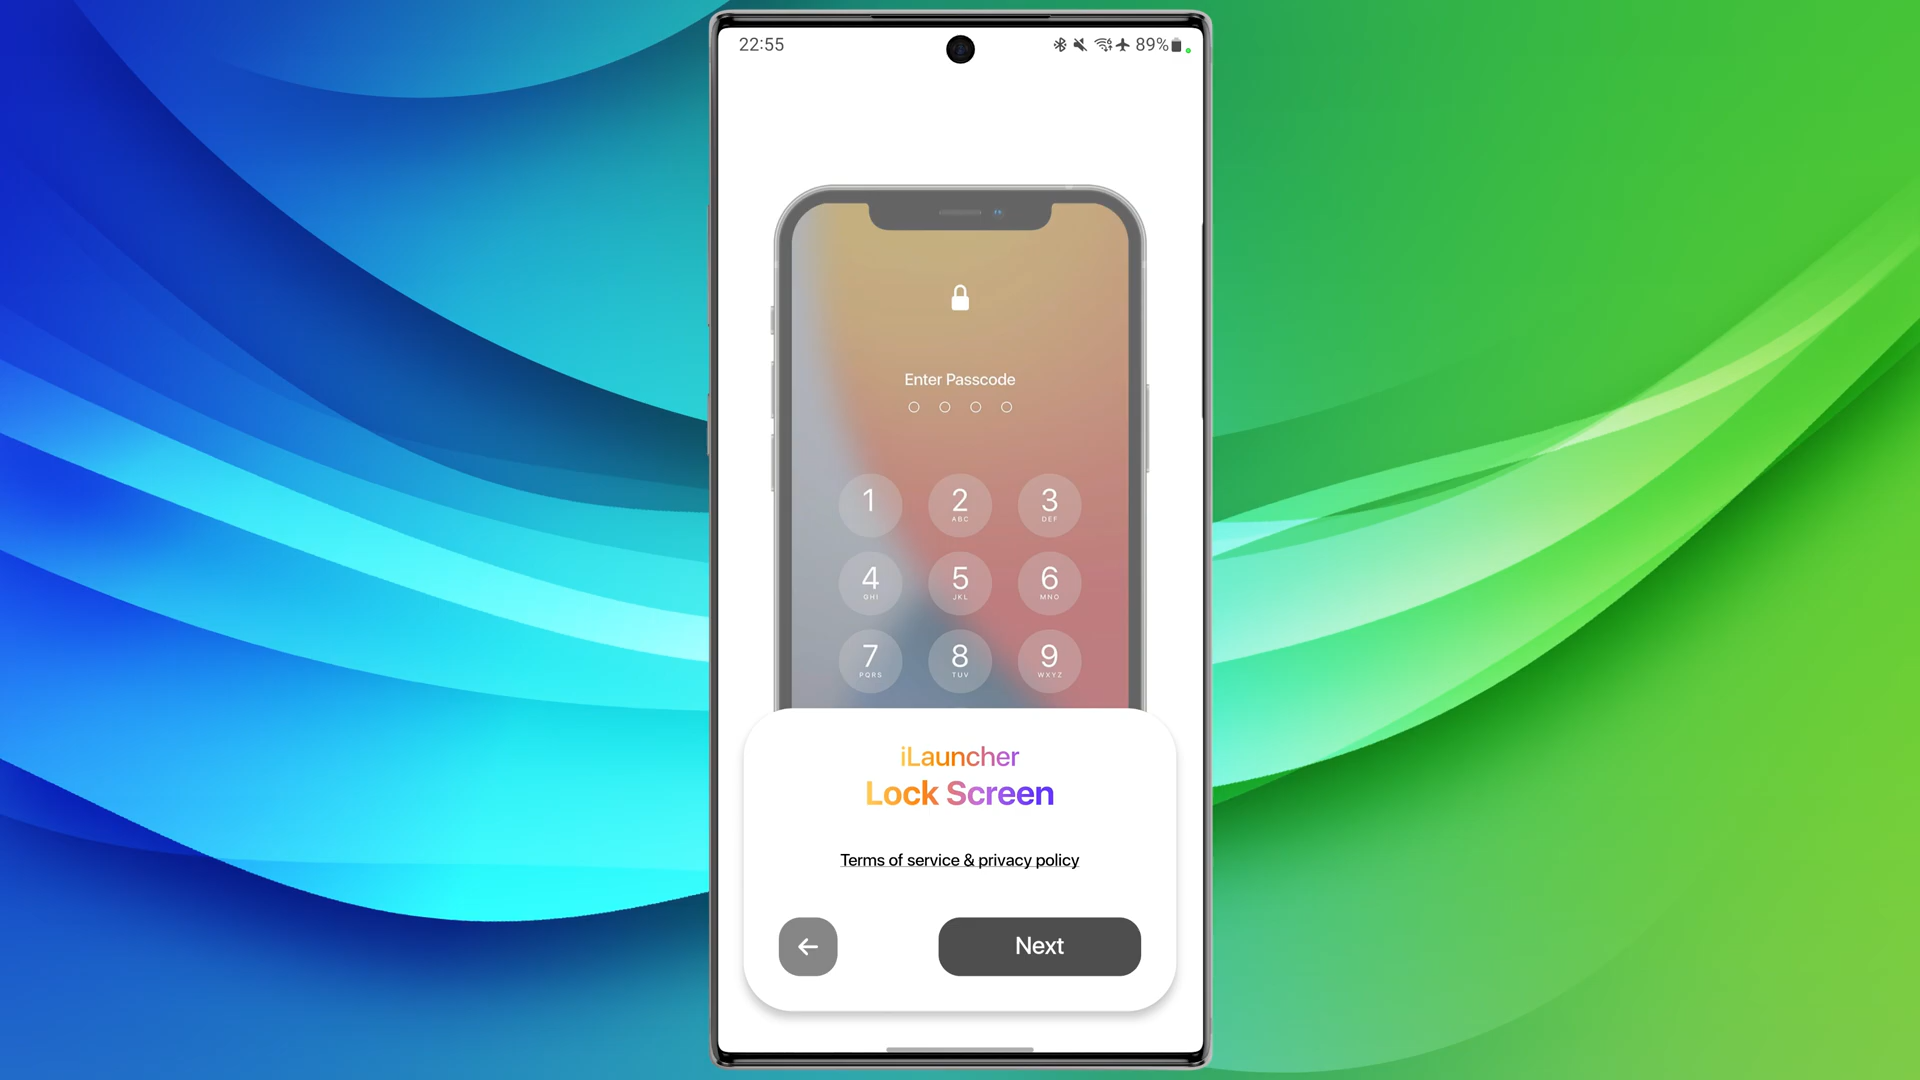 22:55
89%
Enter Passcode
1
2
ABC
3
DEF
4
GHI
5
JKL
6
MNO
7
PQRS
8
TUV
9
WXYZ
iLauncher
Lock Screen
Terms of service & privacy policy
Next